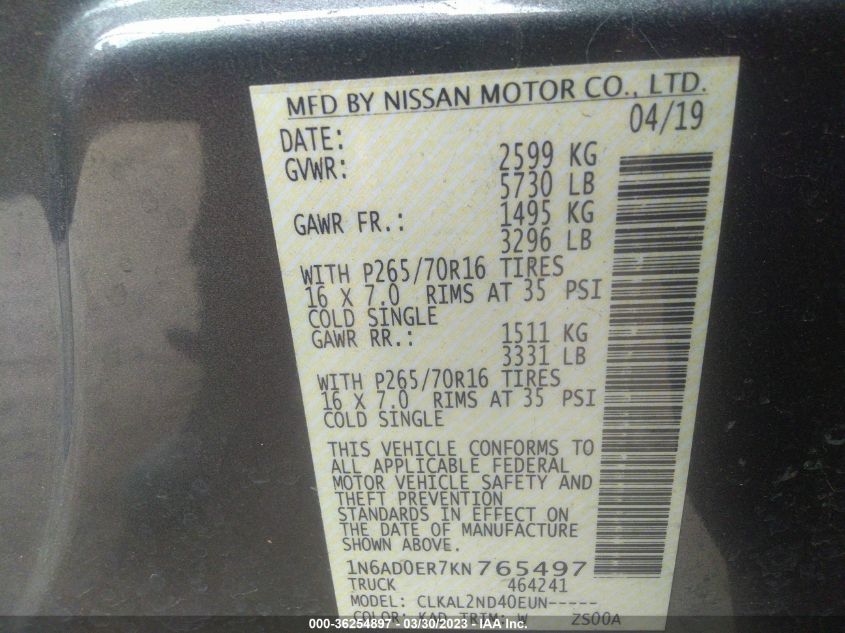 MFD BY NISSAN MOTOR CO., LTD.
DATE: 04/19
GVWR: 2599 KG
5730 LB
GAWR FR.: 1495 KG
3296 LB
WITH P265/70R16 TIRES
16 X 7.0 RIMS AT 35 PSI
COLD SINGLE
GAWR RR.: 1511 KG
3331 LB
WITH P265/70R16 TIRES
16 X 7.0 RIMS AT 35 PSI
COLD SINGLE
THIS VEHICLE CONFORMS TO
ALL APPLICABLE FEDERAL
MOTOR VEHICLE SAFETY AND
THEFT PREVENTION
STANDARDS IN EFFECT ON
THE DATE OF MANUFACTURE
SHOWN ABOVE.
1N6AD0ER7KN765497
TRUCK 464241
MODEL: CLKAL2ND40EUN-----
COLOR: KAD TRIM: W ZS00A
000-36254897 - 03/30/2023 - IAA Inc.